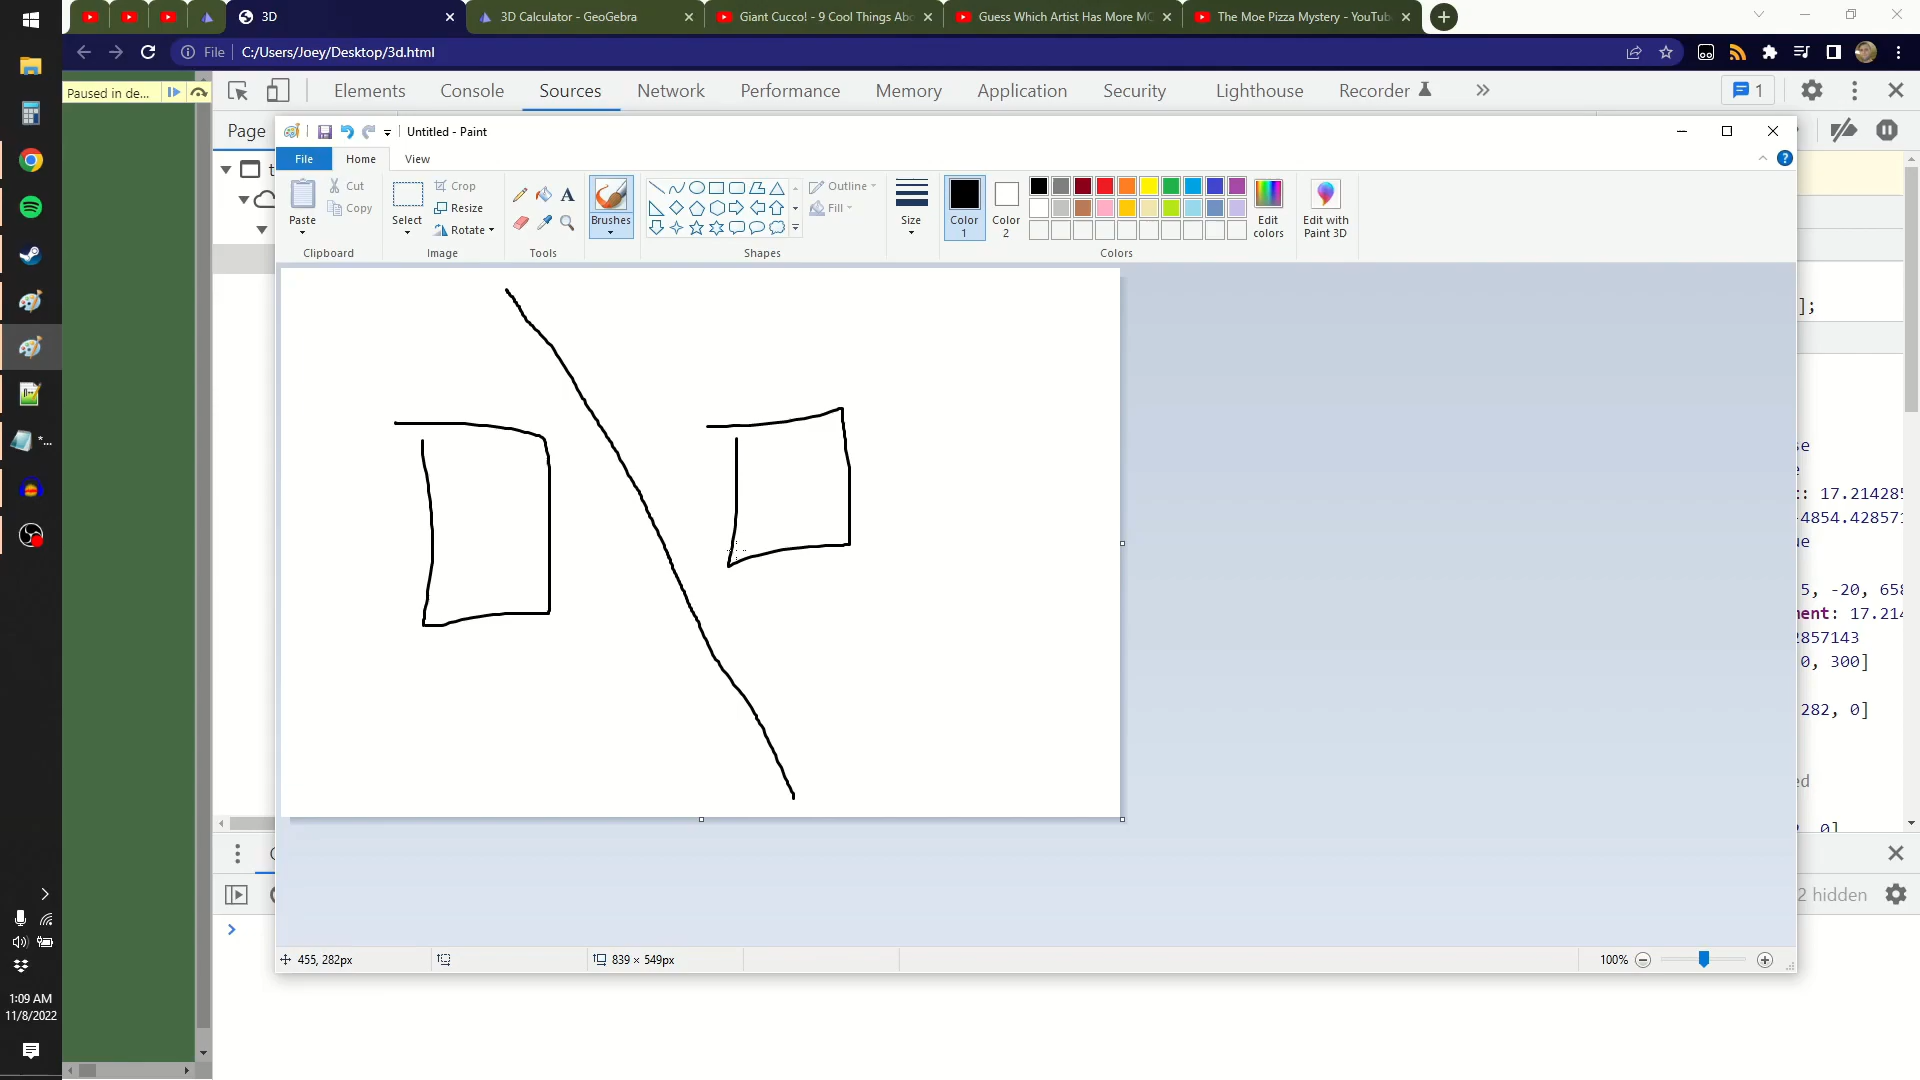 3D
3D Calculator - GeoGebra
Giant Cucco! - 9 Cool Things Abo
Guess Which Artist Has More MO
The Moe Pizza Mystery - YouTub
File
C:/Users/Joey/Desktop/3d.html
Paused in de...
Elements
Console
Sources
Network
Performance
Memory
Application
Security
Lighthouse
Recorder
1
Page
Untitled - Paint
File
Home
View
Paste
Cut
Copy
Clipboard
Select
Crop
Resize
Rotate
Image
Tools
Brushes
Shapes
Outline
Fill
Size
Color
1
Color
2
Edit
colors
Colors
Edit with
Paint 3D
];
: 17.21428
-4854.42857
5, -20, 658
ment: 17.214
2857143
0, 300]
282, 0]
455, 282px
839 × 549px
100%
2 hidden
1:09 AM
11/8/2022